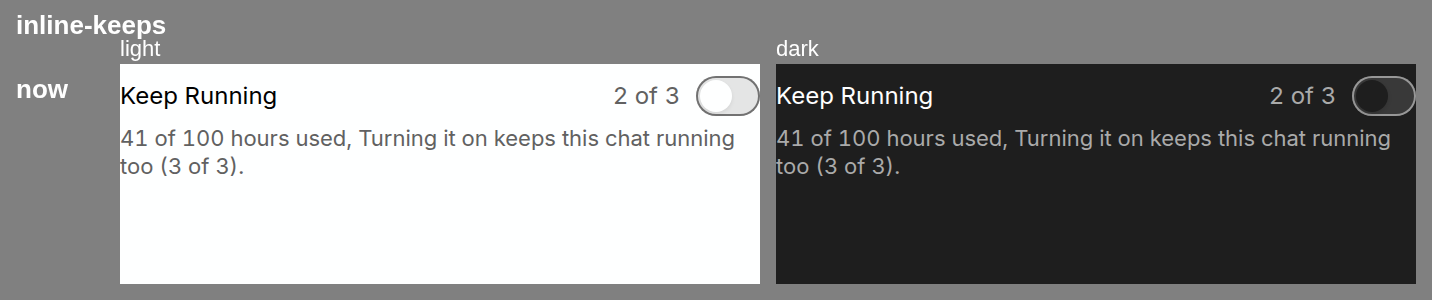 inline-keeps
light
dark
now
Keep Running
2 of 3
41 of 100 hours used, Turning it on keeps this chat running
too (3 of 3).
Keep Running
2 of 3
41 of 100 hours used, Turning it on keeps this chat running
too (3 of 3).